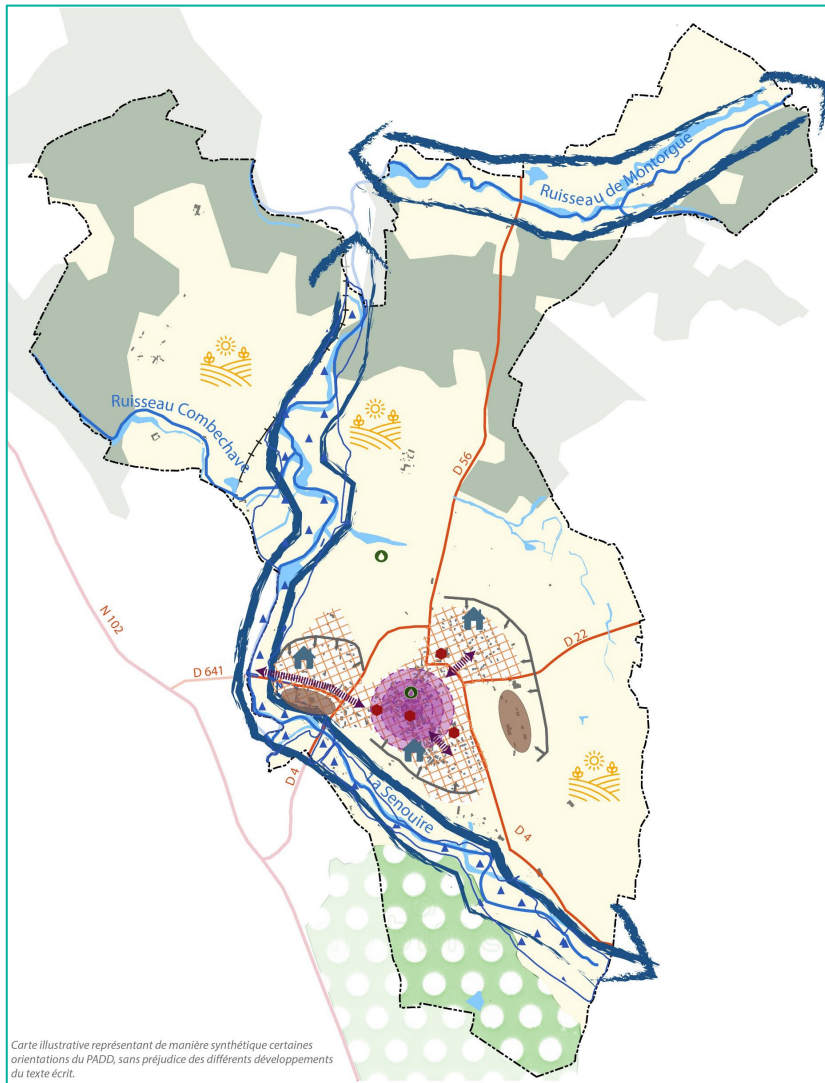 Ruisseau de Montorgue
Ruisseau Combechave
D 56
N 102
D 22
D 641
D 4
La Senouire
D 4
Carte illustrative représentant de manière synthétique certaines
orientations du PADD, sans préjudice des différents développements
du texte écrit.